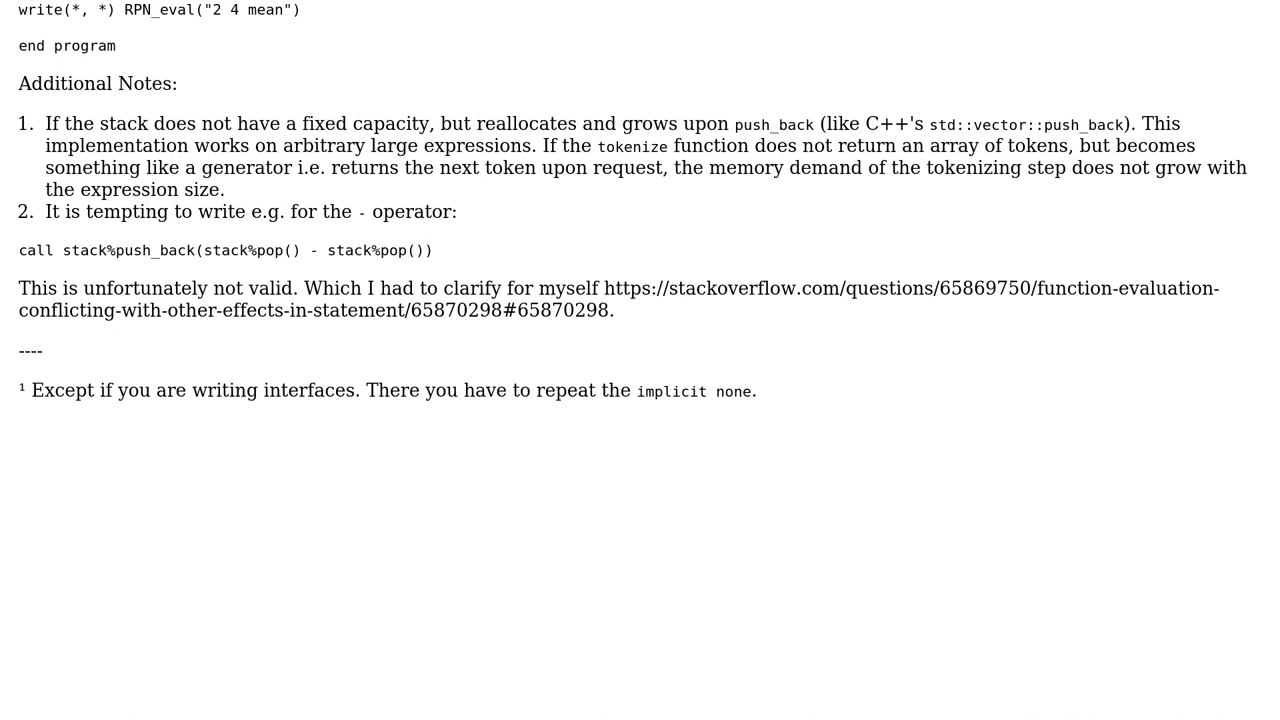 write(*, *) RPN_eval("2 4 mean")
end program
Additional Notes:
1. If the stack does not have a fixed capacity, but reallocates and grows upon push_back (like C++'s std::vector::push_back). This
implementation works on arbitrary large expressions. If the tokenize function does not return an array of tokens, but becomes
something like a generator i.e. returns the next token upon request, the memory demand of the tokenizing step does not grow with
the expression size.
2. It is tempting to write e.g. for the - operator:
call stack%push_back(stack%pop() - stack%pop())
This is unfortunately not valid. Which I had to clarify for myself https://stackoverflow.com/questions/65869750/function-evaluation-
conflicting-with-other-effects-in-statement/65870298#65870298.
----
¹ Except if you are writing interfaces. There you have to repeat the implicit none.